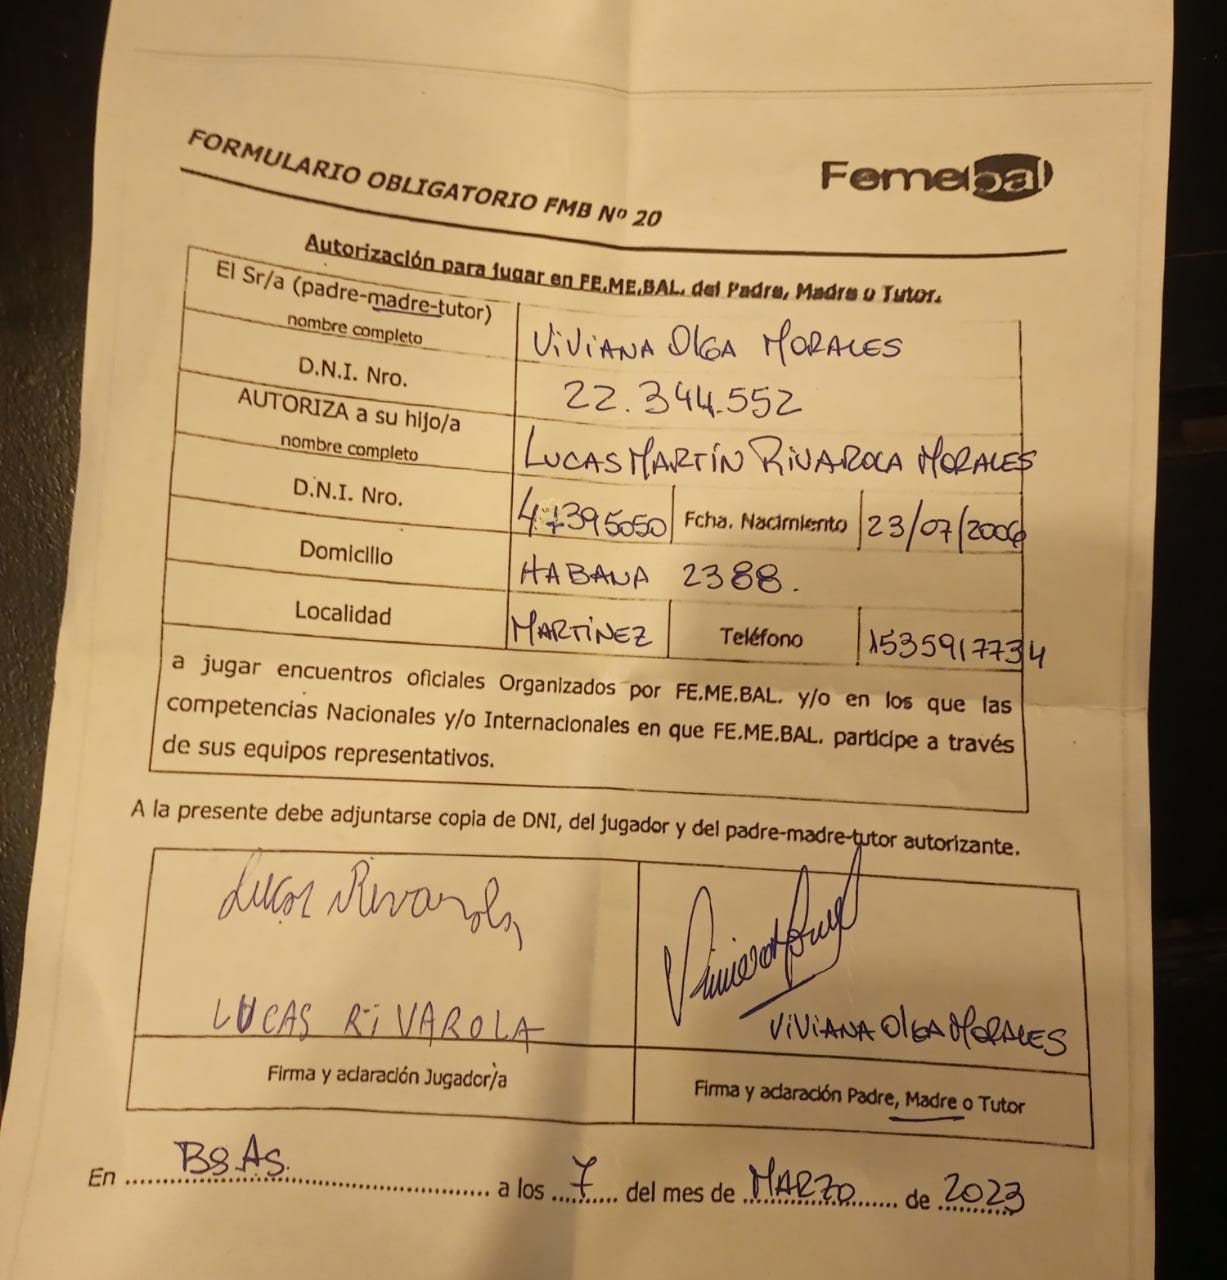 FORMULARIO OBLIGATORIO FMB Nº 20
Femebal
Autorización para jugar en FE.ME.BAL. del Padre, Madre o Tutor.
El Sr/a (padre-madre-tutor)
nombre completo
VIVIANA OLGA MORALES
D.N.I. Nro.
22.344.552
AUTORIZA a su hijo/a
nombre completo
LUCAS MARTÍN RIVAROLA MORALES
D.N.I. Nro.
47395050
Fcha. Nacimiento
23/07/2006
Domicilio
HABANA 2388.
Localidad
MARTÍNEZ
Teléfono
1535917734
a jugar encuentros oficiales Organizados por FE.ME.BAL. y/o en los que las
competencias Nacionales y/o Internacionales en que FE.ME.BAL. participe a través
de sus equipos representativos.
A la presente debe adjuntarse copia de DNI, del jugador y del padre-madre-tutor autorizante.
Lucas Rivarola
LUCAS RIVAROLA
Firma y aclaración Jugador/a
VIVIANA OLGA MORALES
Firma y aclaración Padre, Madre o Tutor
En BS.AS. a los 7 del mes de MARZO de 2023